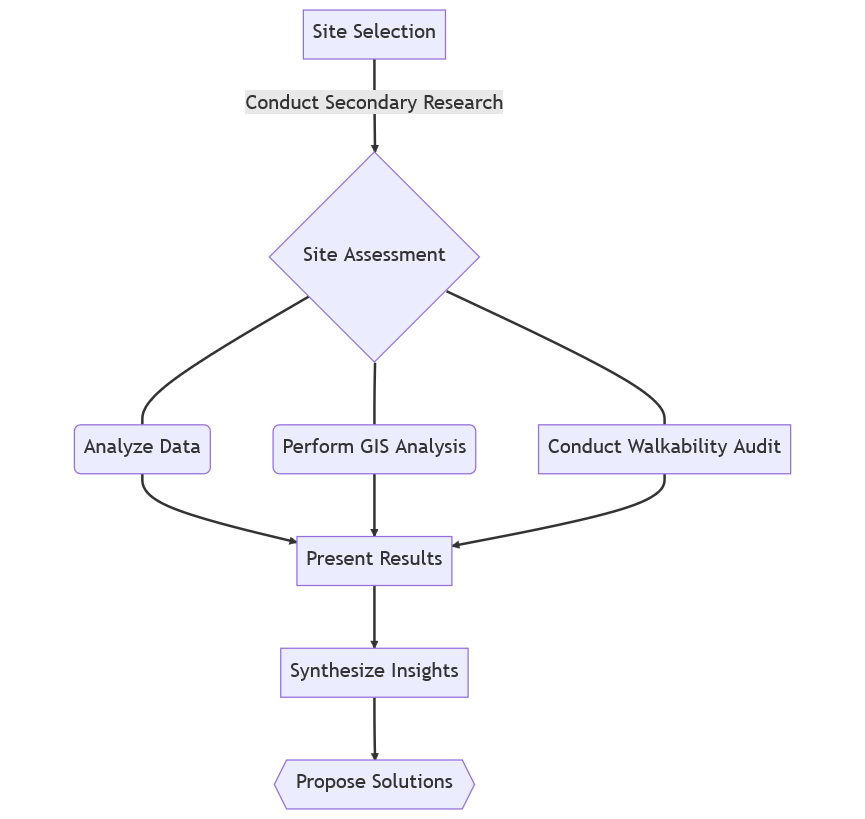 Site Selection
Conduct Secondary Research
Site Assessment
Analyze Data
Perform GIS Analysis
Conduct Walkability Audit
Present Results
Synthesize Insights
Propose Solutions